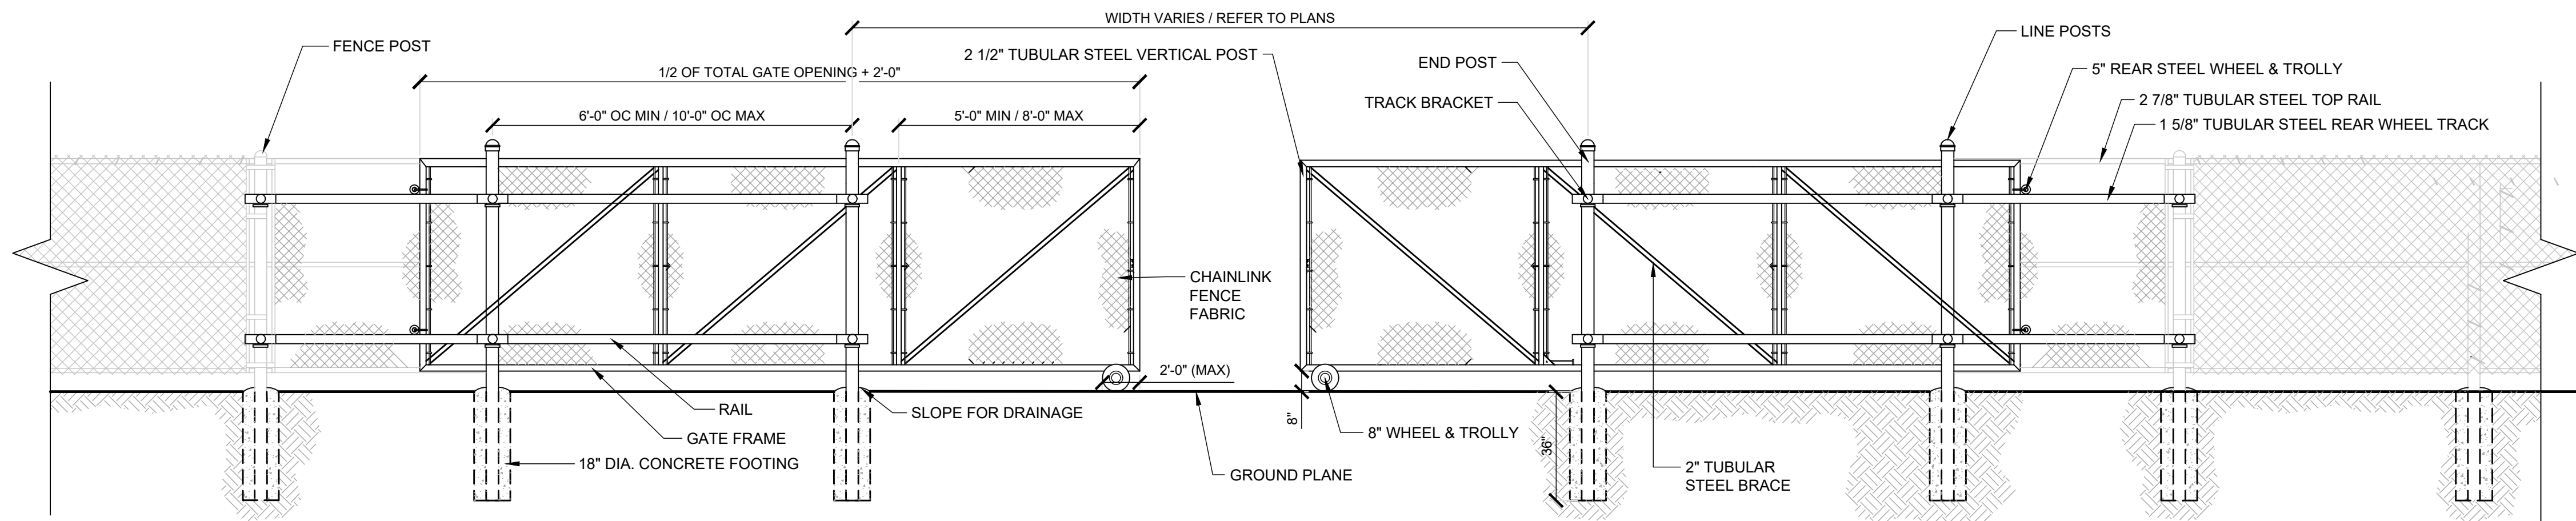 WIDTH VARIES / REFER TO PLANS
FENCE POST
LINE POSTS
2 1/2" TUBULAR STEEL VERTICAL POST
END POST
1/2 OF TOTAL GATE OPENING + 2'-0"
5" REAR STEEL WHEEL & TROLLY
TRACK BRACKET
2 7/8" TUBULAR STEEL TOP RAIL
6'-0" OC MIN / 10'-0" OC MAX
5'-0" MIN / 8'-0" MAX
1 5/8" TUBULAR STEEL REAR WHEEL TRACK
CHAINLINK
FENCE
FABRIC
2'-0" (MAX)
RAIL
SLOPE FOR DRAINAGE
8"
GATE FRAME
8" WHEEL & TROLLY
36"
18" DIA. CONCRETE FOOTING
GROUND PLANE
2" TUBULAR
STEEL BRACE